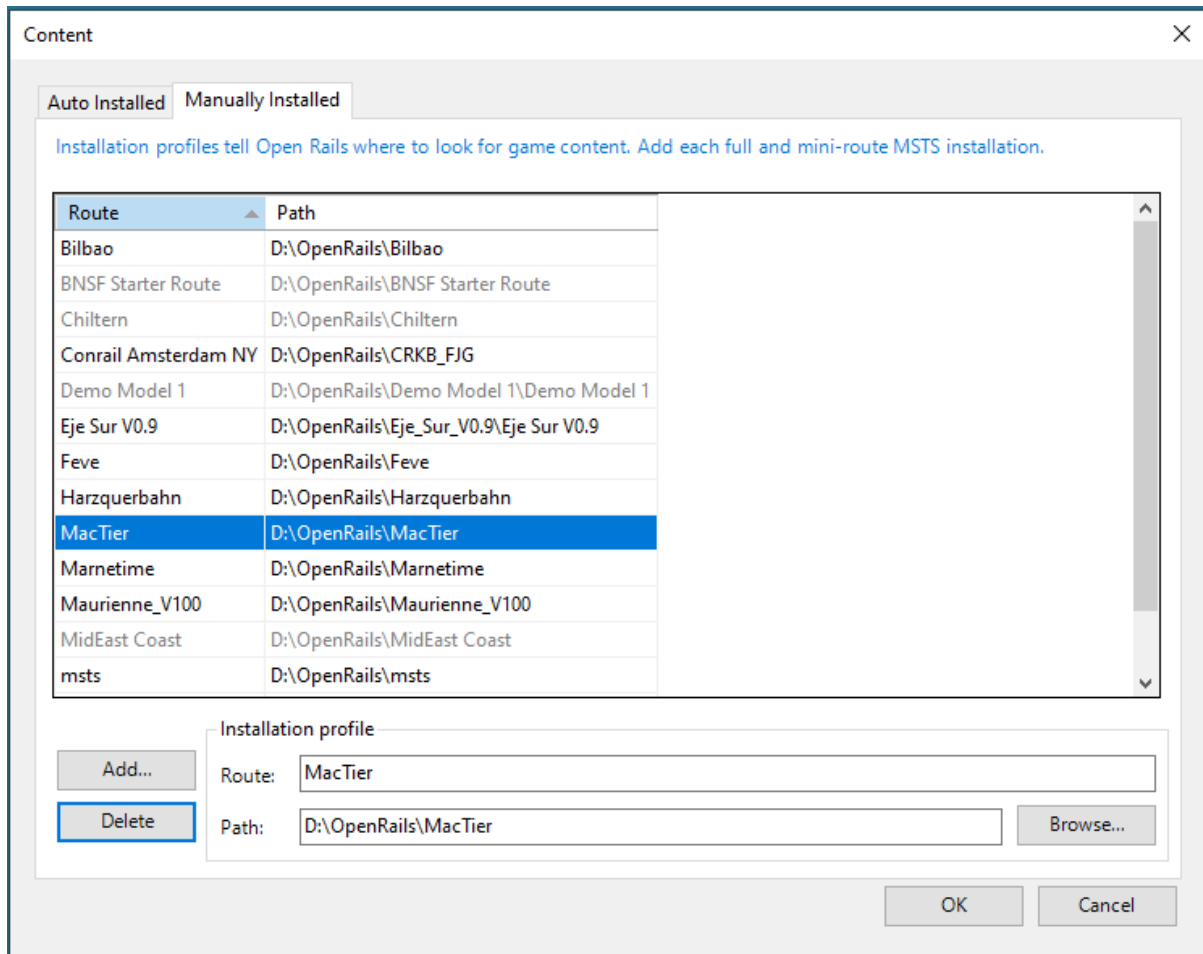 Content
Auto Installed Manually Installed
Installation profiles tell Open Rails where to look for game content. Add each full and mini-route MSTS installation.
Route Path
Bilbao D:\OpenRails\Bilbao
BNSF Starter Route D:\OpenRails\BNSF Starter Route
Chiltern D:\OpenRails\Chiltern
Conrail Amsterdam NY D:\OpenRails\CRKB_FJG
Demo Model 1 D:\OpenRails\Demo Model 1\Demo Model 1
Eje Sur V0.9 D:\OpenRails\Eje_Sur_V0.9\Eje Sur V0.9
Feve D:\OpenRails\Feve
Harzquerbahn D:\OpenRails\Harzquerbahn
MacTier D:\OpenRails\MacTier
Marnetime D:\OpenRails\Marnetime
Maurienne_V100 D:\OpenRails\Maurienne_V100
MidEast Coast D:\OpenRails\MidEast Coast
msts D:\OpenRails\msts
Installation profile
Add...
Route: MacTier
Delete
Path: D:\OpenRails\MacTier Browse...
OK Cancel